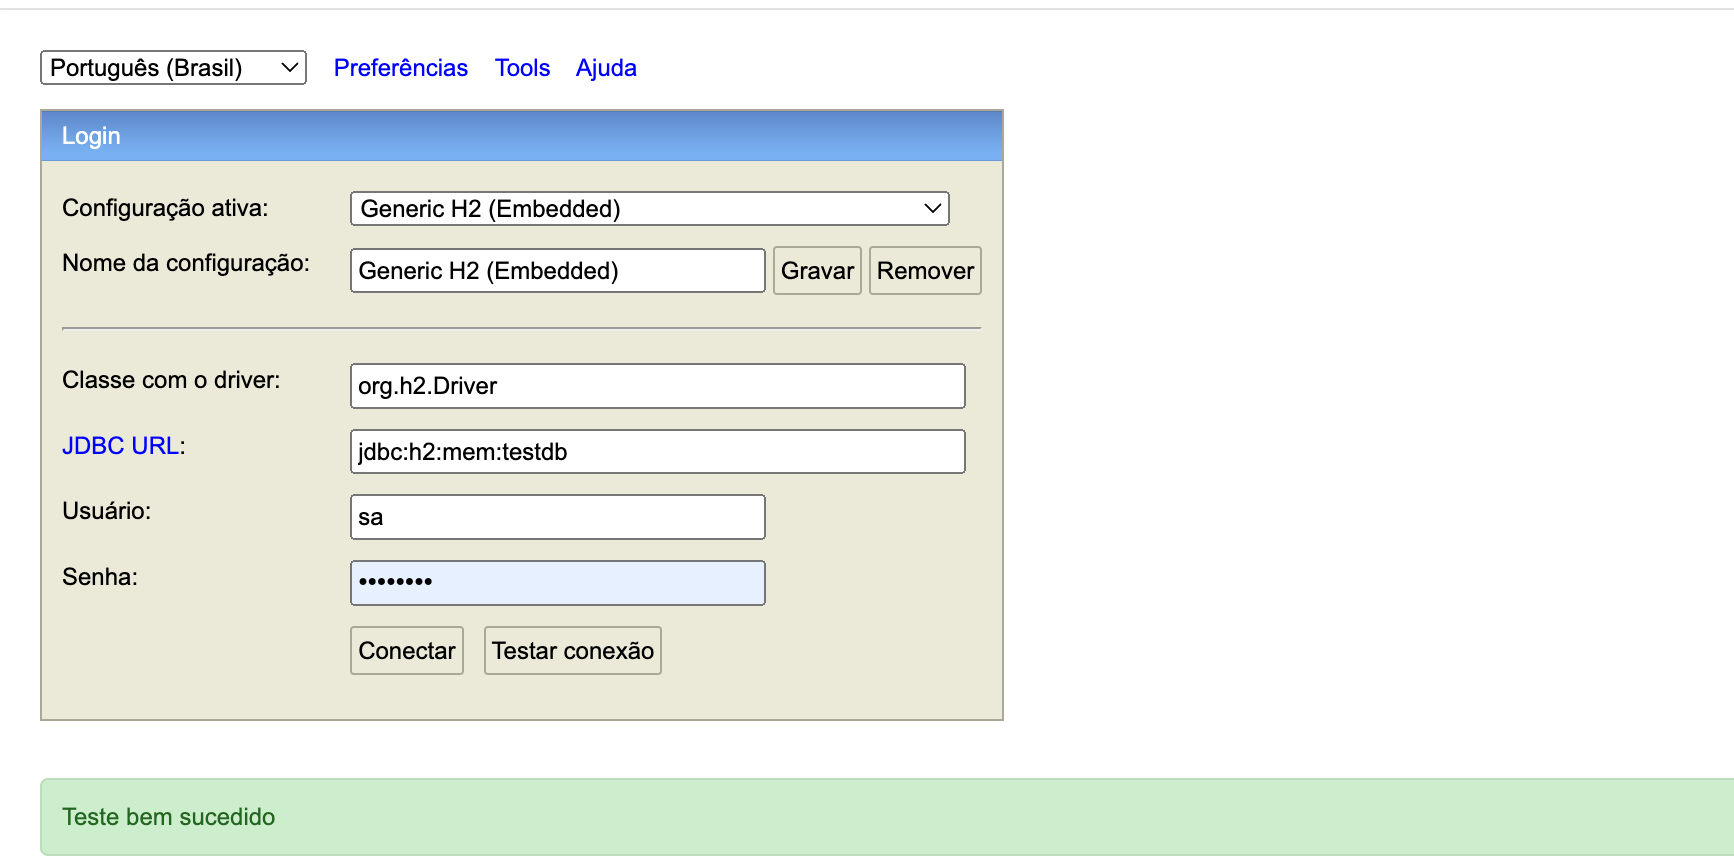 Português (Brasil) Preferências Tools Ajuda
Login
Configuração ativa: Generic H2 (Embedded)
Nome da configuração: Generic H2 (Embedded) Gravar Remover
Classe com o driver: org.h2.Driver
JDBC URL: jdbc:h2:mem:testdb
Usuário: sa
Senha: ••••••••
Conectar Testar conexão
Teste bem sucedido